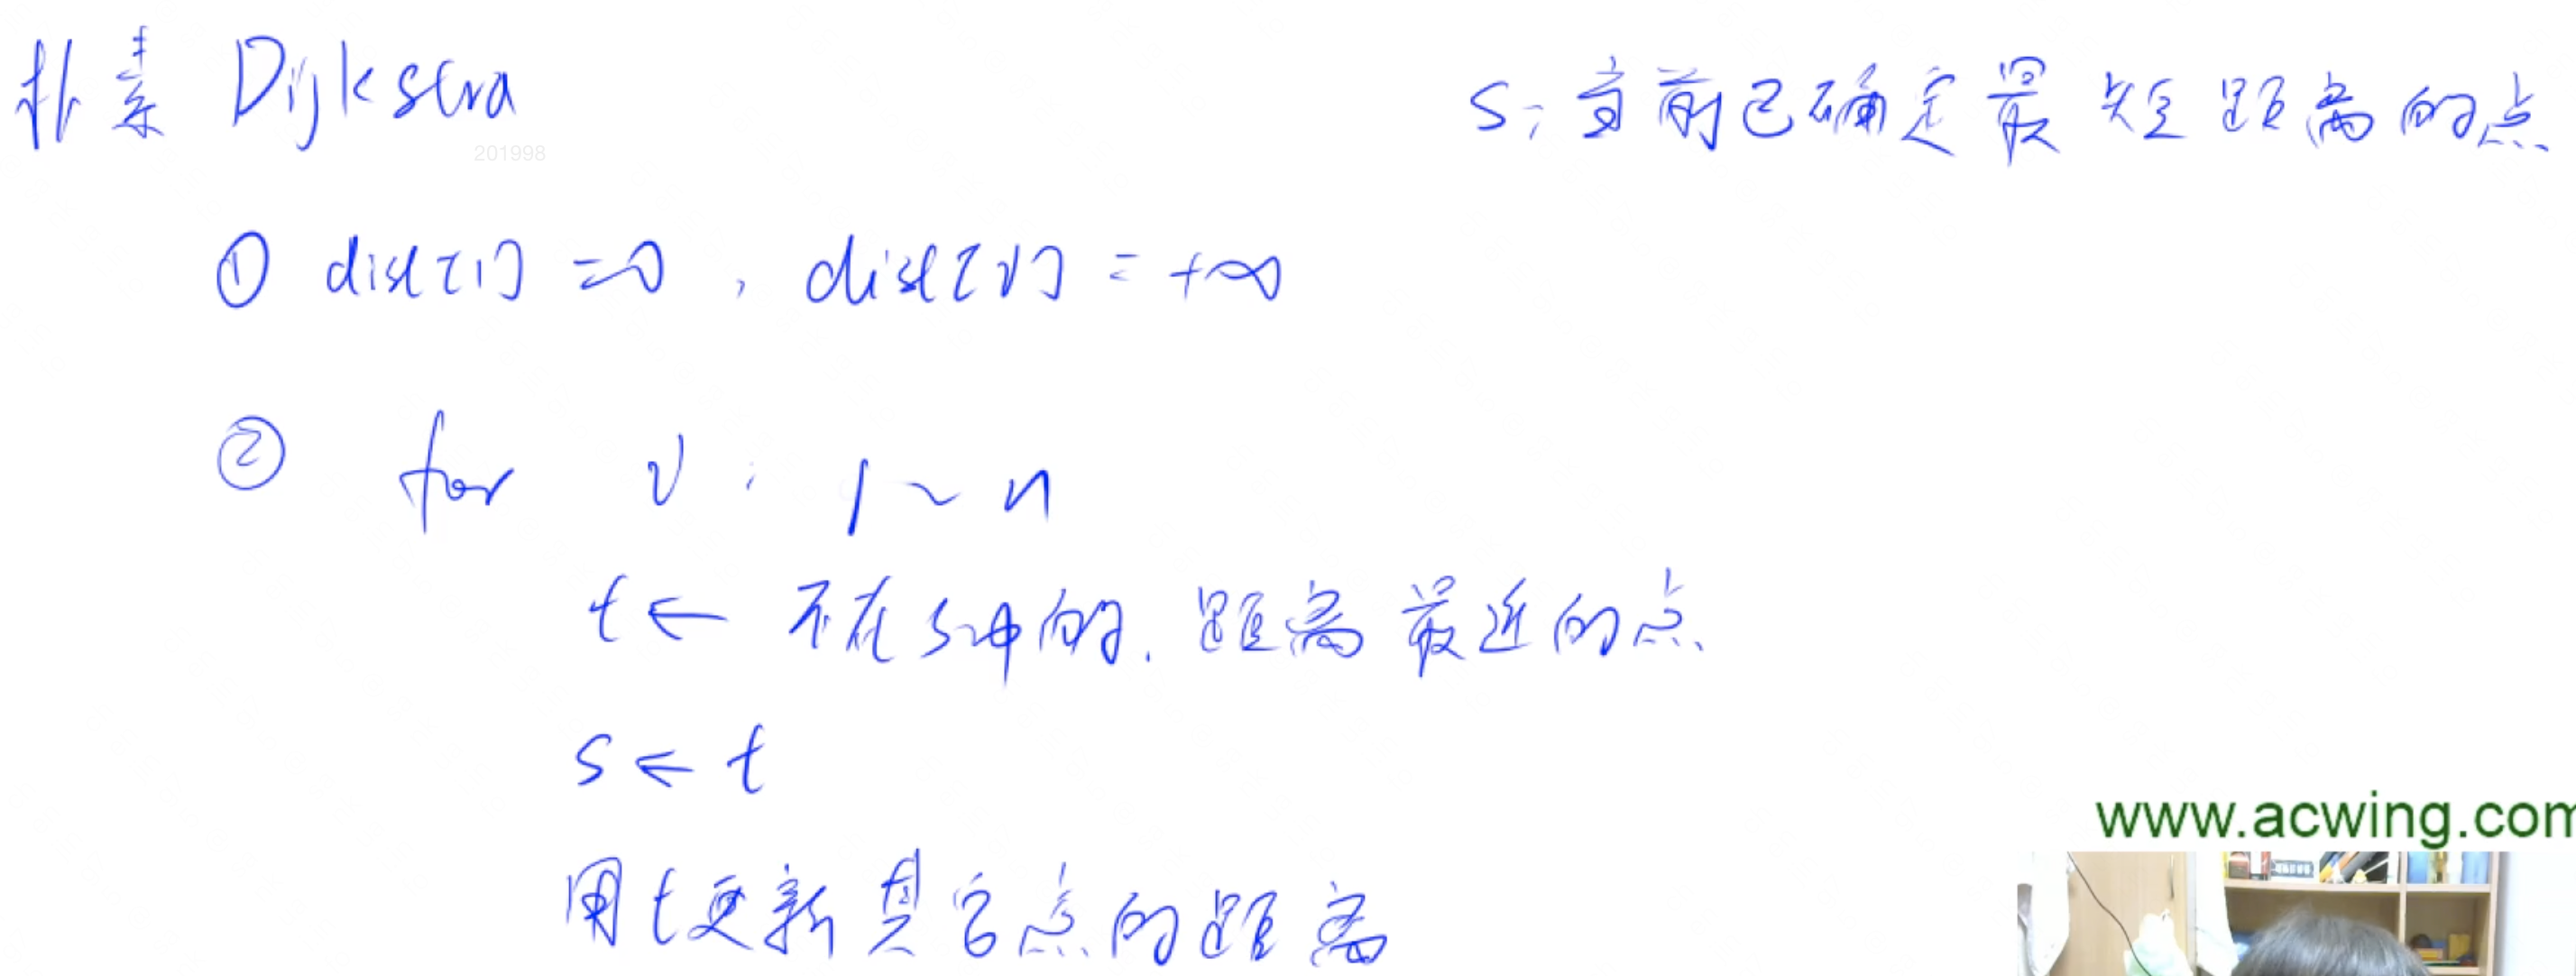 朴素 Dijkstra
s: 当前已确定最短距离的点
201998
① dist[1] = 0, dist[i] = +∞
② for i: 1 ~ n
t ← 不在s中的, 距离最近的点
s ← t
用t更新其它点的距离
www.acwing.com